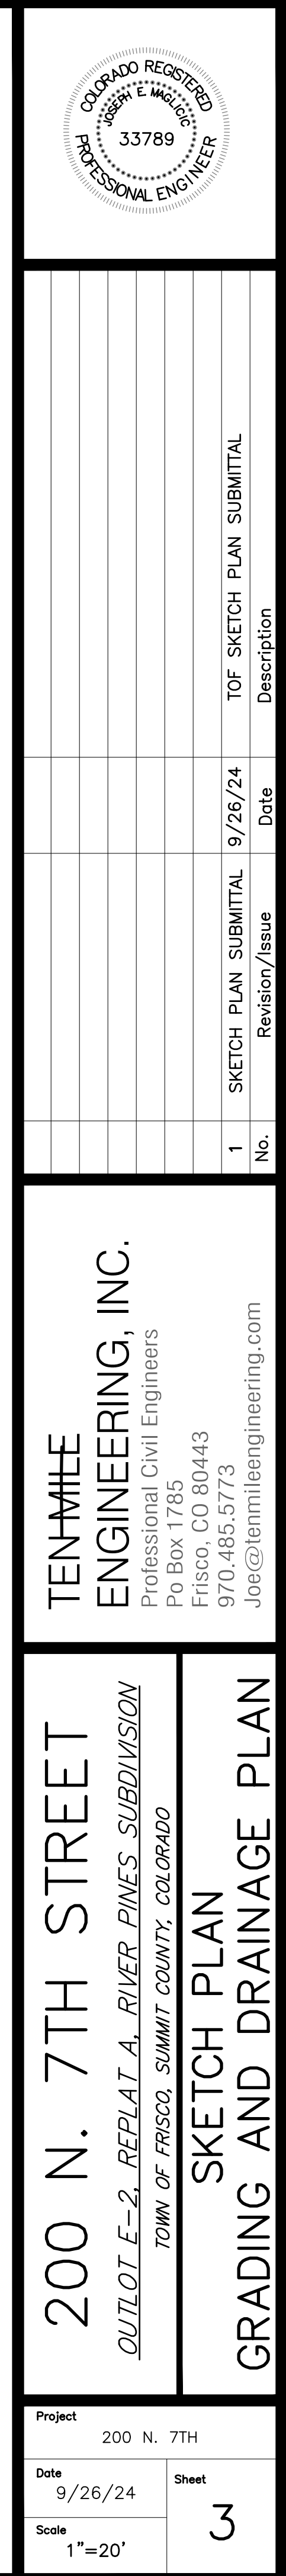 COLORADO REGISTERED
JOSEPH E. MAGLICIC
33789
PROFESSIONAL ENGINEER
TOF SKETCH PLAN SUBMITTAL
Description
9/26/24
Date
SKETCH PLAN SUBMITTAL
Revision/Issue
1
No.
TENMILE
ENGINEERING, INC.
Professional Civil Engineers
Po Box 1785
Frisco, CO 80443
970.485.5773
Joe@tenmileengineering.com
200 N. 7TH STREET
OUTLOT E-2, REPLAT A, RIVER PINES SUBDIVISION
TOWN OF FRISCO, SUMMIT COUNTY, COLORADO
SKETCH PLAN
GRADING AND DRAINAGE PLAN
Project
200 N. 7TH
Date
9/26/24
Sheet
3
Scale
1"=20'